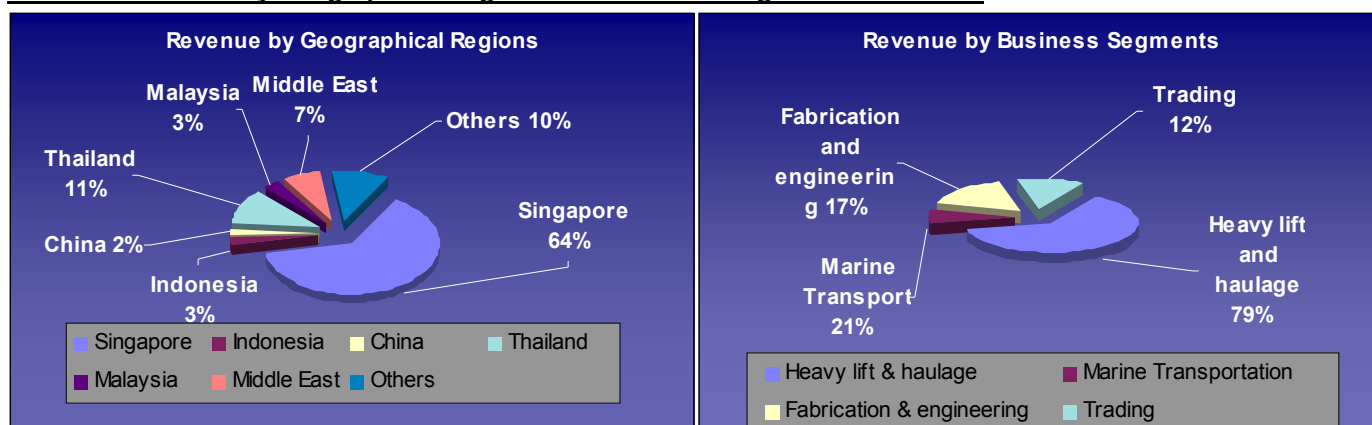 Revenue by Geographical Regions
Middle East
7%
Malaysia
3%
Others 10%
Thailand
11%
Singapore
64%
China 2%
Indonesia
3%
Singapore
Indonesia
China
Thailand
Malaysia
Middle East
Others
Revenue by Business Segments
Trading
12%
Fabrication
and
engineerin
g 17%
Heavy lift
and
haulage
79%
Marine
Transport
21%
Heavy lift & haulage
Marine Transportation
Fabrication & engineering
Trading